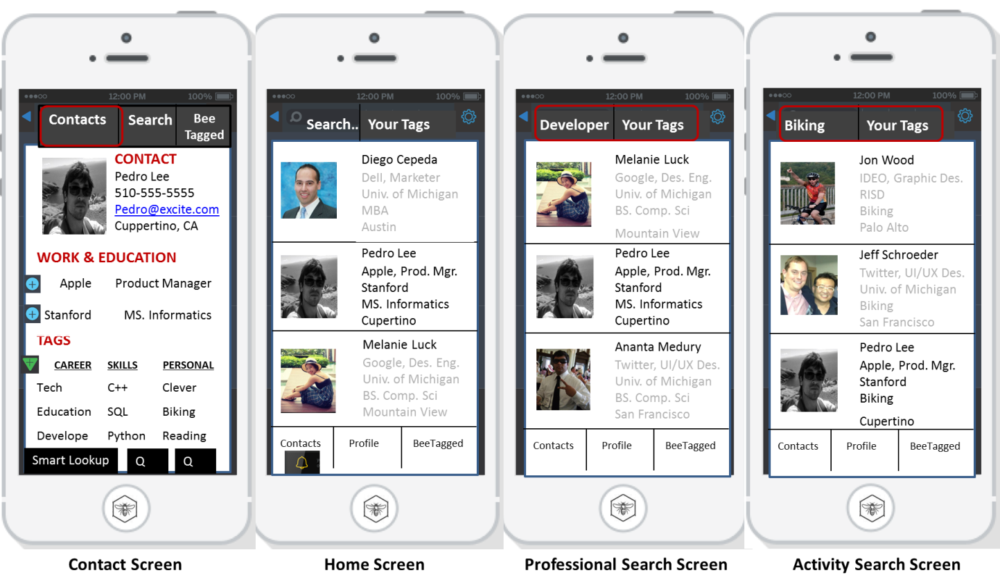 12:00 PM 100%
Contacts Search Bee Tagged
CONTACT
Pedro Lee
510-555-5555
Pedro@excite.com
Cuppertino, CA
WORK & EDUCATION
Apple Product Manager
Stanford MS. Informatics
TAGS
CAREER SKILLS PERSONAL
Tech C++ Clever
Education SQL Biking
Develope Python Reading
Smart Lookup Q Q
Contact Screen
12:00 PM 100%
Search.. Your Tags
Diego Cepeda
Dell, Marketer
Univ. of Michigan
MBA
Austin
Pedro Lee
Apple, Prod. Mgr.
Stanford
MS. Informatics
Cupertino
Melanie Luck
Google, Des. Eng.
Univ. of Michigan
BS. Comp. Sci
Mountain View
Contacts Profile BeeTagged
Home Screen
12:00 PM 100%
Developer Your Tags
Melanie Luck
Google, Des. Eng.
Univ. of Michigan
BS. Comp. Sci
Mountain View
Pedro Lee
Apple, Prod. Mgr.
Stanford
MS. Informatics
Cupertino
Ananta Medury
Twitter, UI/UX Des.
Univ. of Michigan
BS. Comp. Sci
San Francisco
Contacts Profile BeeTagged
Professional Search Screen
12:00 PM 100%
Biking Your Tags
Jon Wood
IDEO, Graphic Des.
RISD
Biking
Palo Alto
Jeff Schroeder
Twitter, UI/UX Des.
Univ. of Michigan
Biking
San Francisco
Pedro Lee
Apple, Prod. Mgr.
Stanford
Biking
Cupertino
Contacts Profile BeeTagged
Activity Search Screen